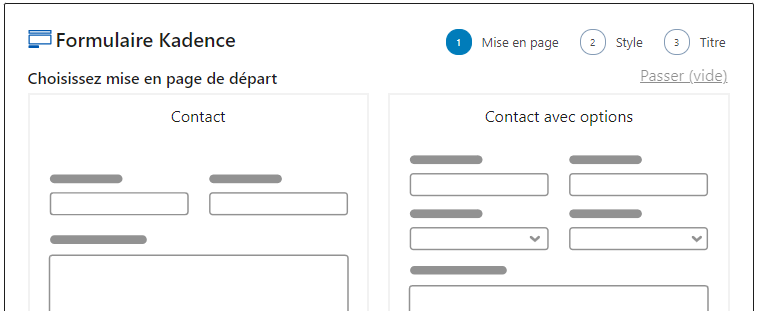 Formulaire Kadence
1 Mise en page 2 Style 3 Titre
Choisissez mise en page de départ
Passer (vide)
Contact
Contact avec options